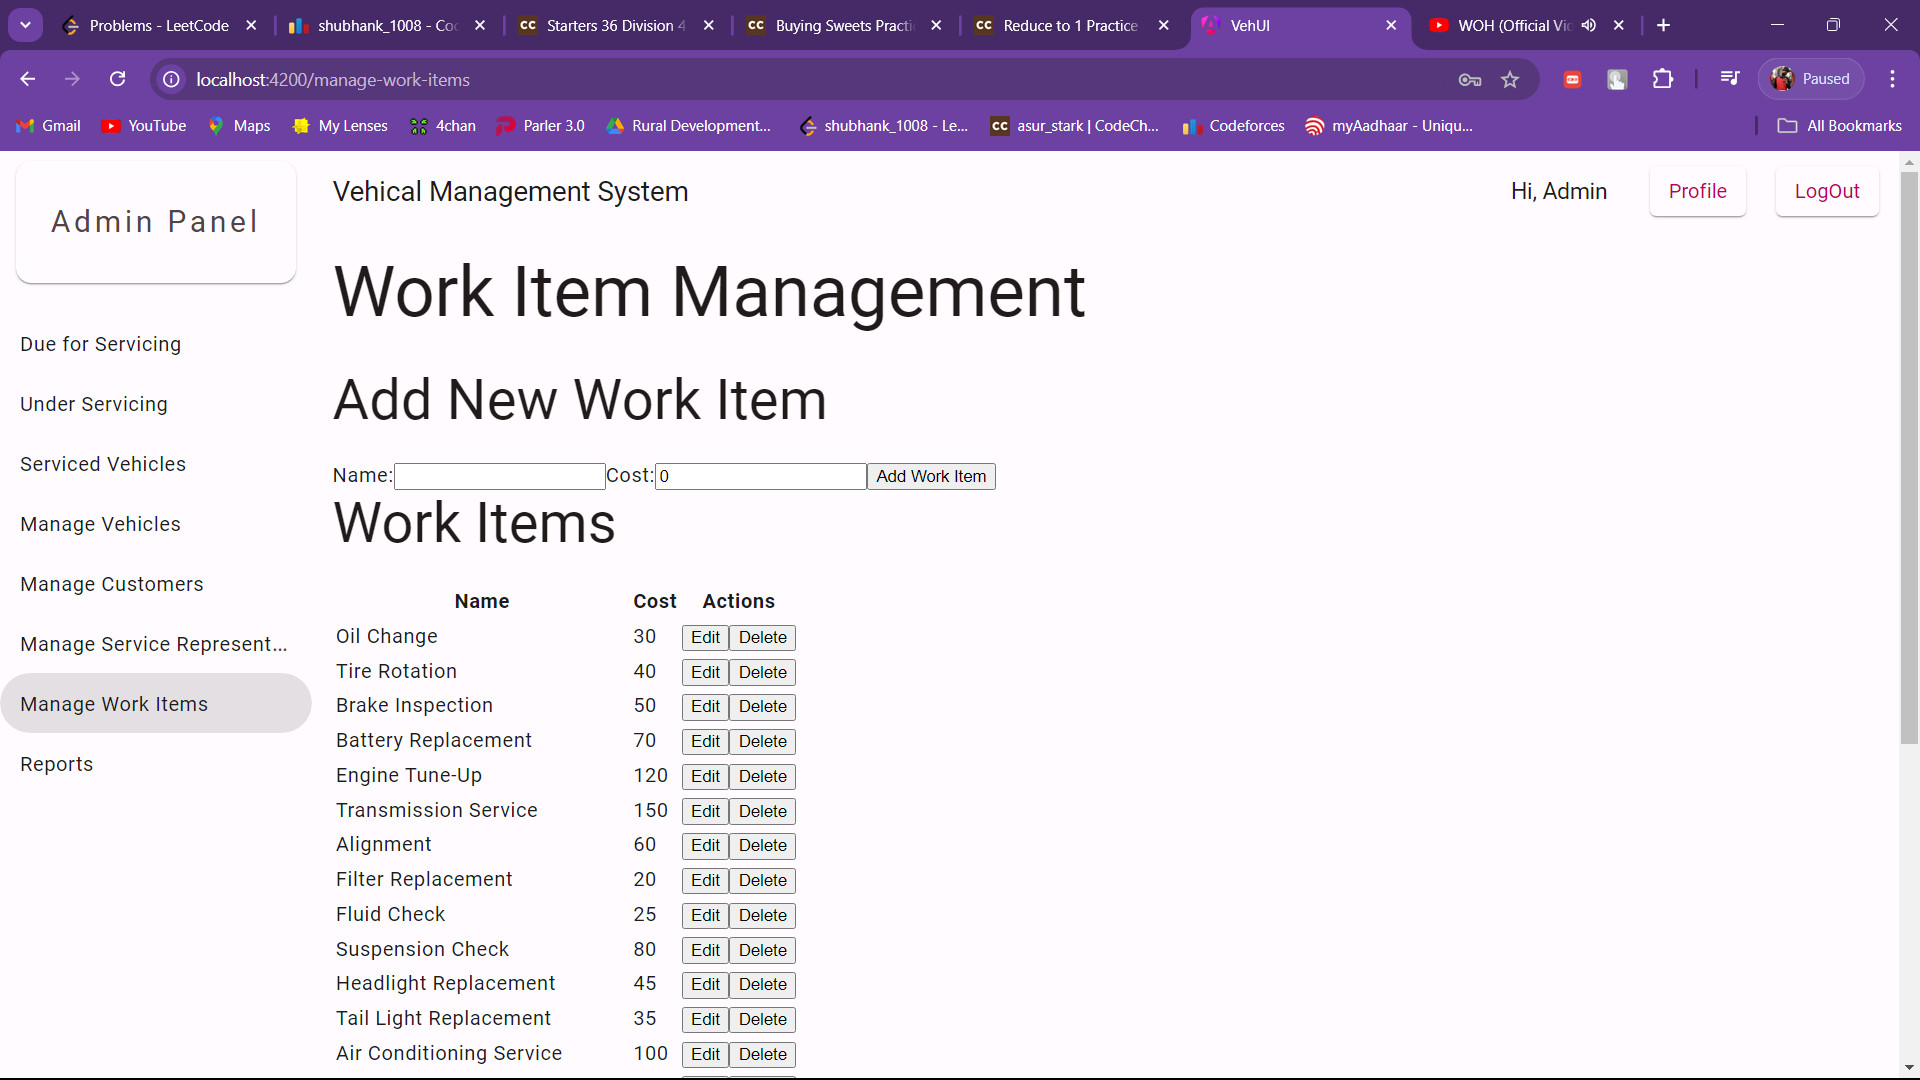 Problems - LeetCode
shubhank_1008 - Co
Starters 36 Division 4
Buying Sweets Practi
Reduce to 1 Practice
VehUI
WOH (Official Vic
localhost:4200/manage-work-items
Paused
Gmail YouTube Maps My Lenses 4chan Parler 3.0 Rural Development... shubhank_1008 - Le... CC asur_stark | CodeCh... Codeforces myAadhaar - Uniqu... All Bookmarks
Admin Panel
Due for Servicing
Under Servicing
Serviced Vehicles
Manage Vehicles
Manage Customers
Manage Service Represent...
Manage Work Items
Reports
Vehical Management System
Hi, Admin Profile LogOut
Work Item Management
Add New Work Item
Name: Cost: 0 Add Work Item
Work Items
Name Cost Actions
Oil Change 30 Edit Delete
Tire Rotation 40 Edit Delete
Brake Inspection 50 Edit Delete
Battery Replacement 70 Edit Delete
Engine Tune-Up 120 Edit Delete
Transmission Service 150 Edit Delete
Alignment 60 Edit Delete
Filter Replacement 20 Edit Delete
Fluid Check 25 Edit Delete
Suspension Check 80 Edit Delete
Headlight Replacement 45 Edit Delete
Tail Light Replacement 35 Edit Delete
Air Conditioning Service 100 Edit Delete